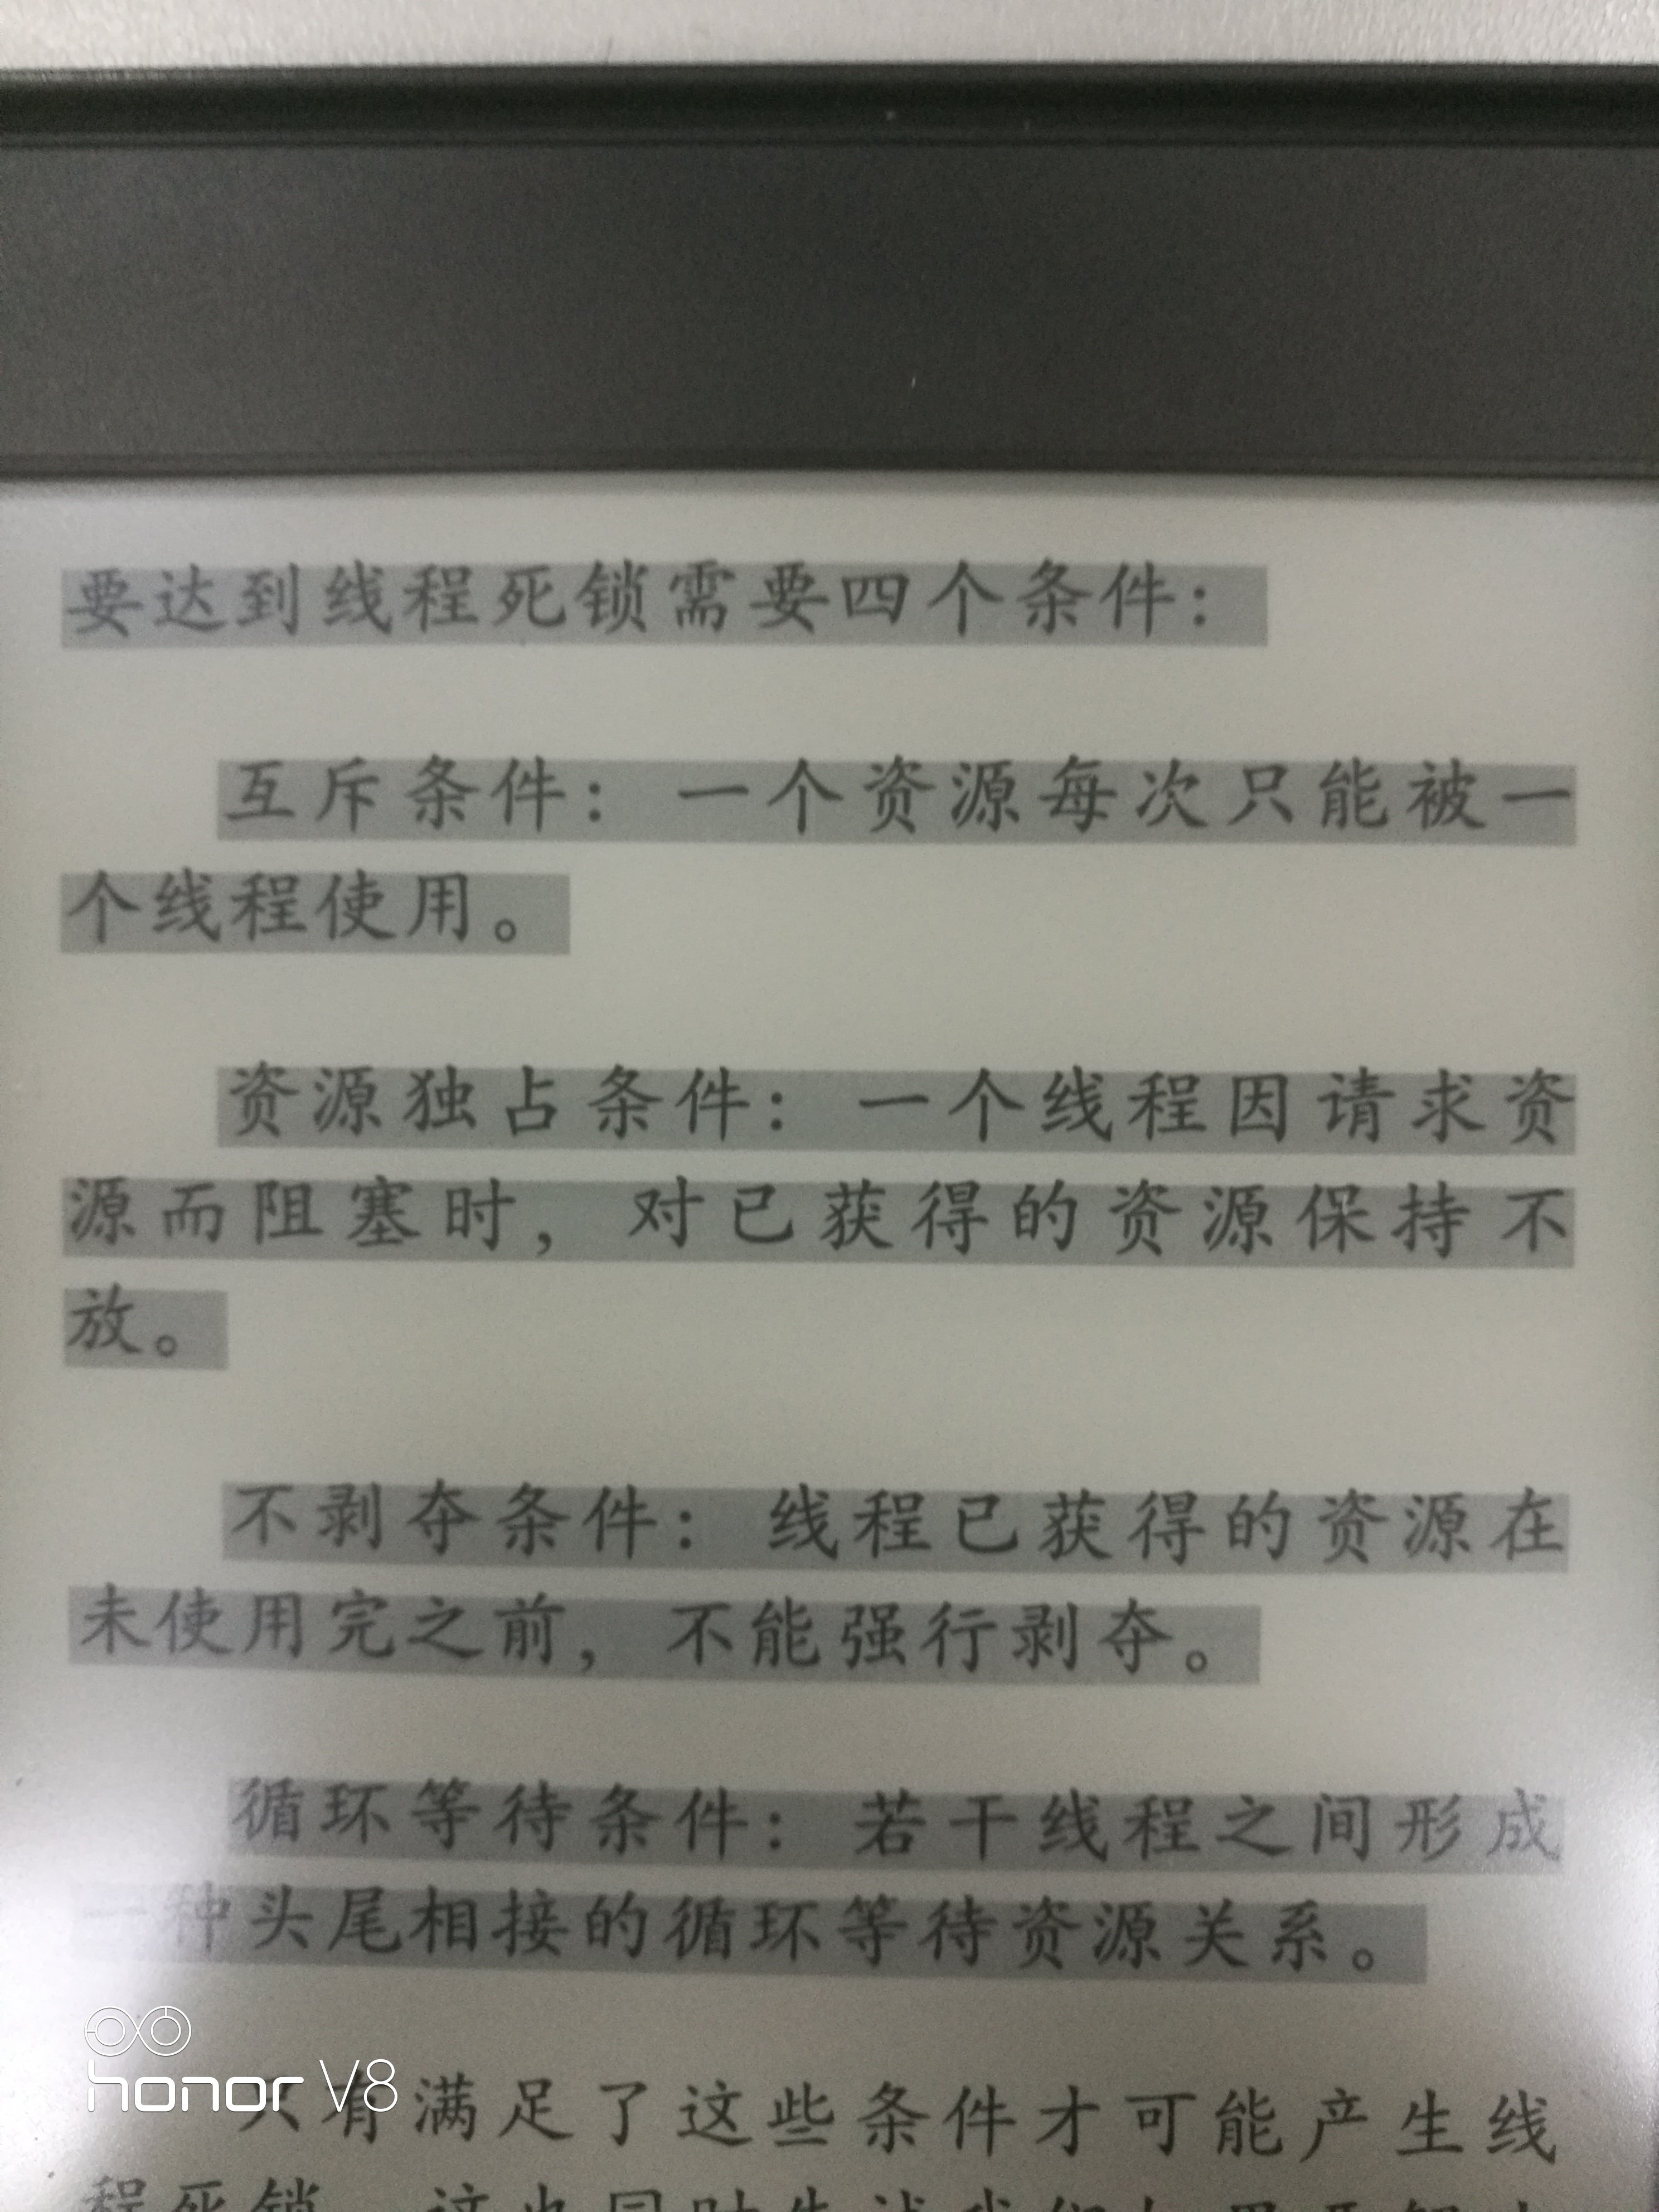 要达到线程死锁需要四个条件：
互斥条件：一个资源每次只能被一
个线程使用。
资源独占条件：一个线程因请求资
源而阻塞时，对已获得的资源保持不
放。
不剥夺条件：线程已获得的资源在
未使用完之前，不能强行剥夺。
循环等待条件：若干线程之间形成
一种头尾相接的循环等待资源关系。
只有满足了这些条件才可能产生线
程死锁
honor V8